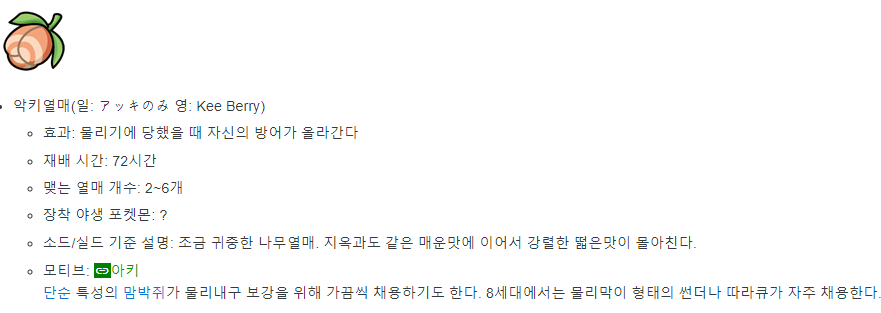 악키열매(일: アッキのみ 영: Kee Berry)
효과: 물리기에 당했을 때 자신의 방어가 올라간다
재배 시간: 72시간
맺는 열매 개수: 2~6개
장착 야생 포켓몬: ?
소드/실드 기준 설명: 조금 귀중한 나무열매. 지옥과도 같은 매운맛에 이어서 강렬한 떫은맛이 몰아친다.
모티브: 아키
단순 특성의 맘박쥐가 물리내구 보강을 위해 가끔씩 채용하기도 한다. 8세대에서는 물리막이 형태의 썬더나 따라큐가 자주 채용한다.